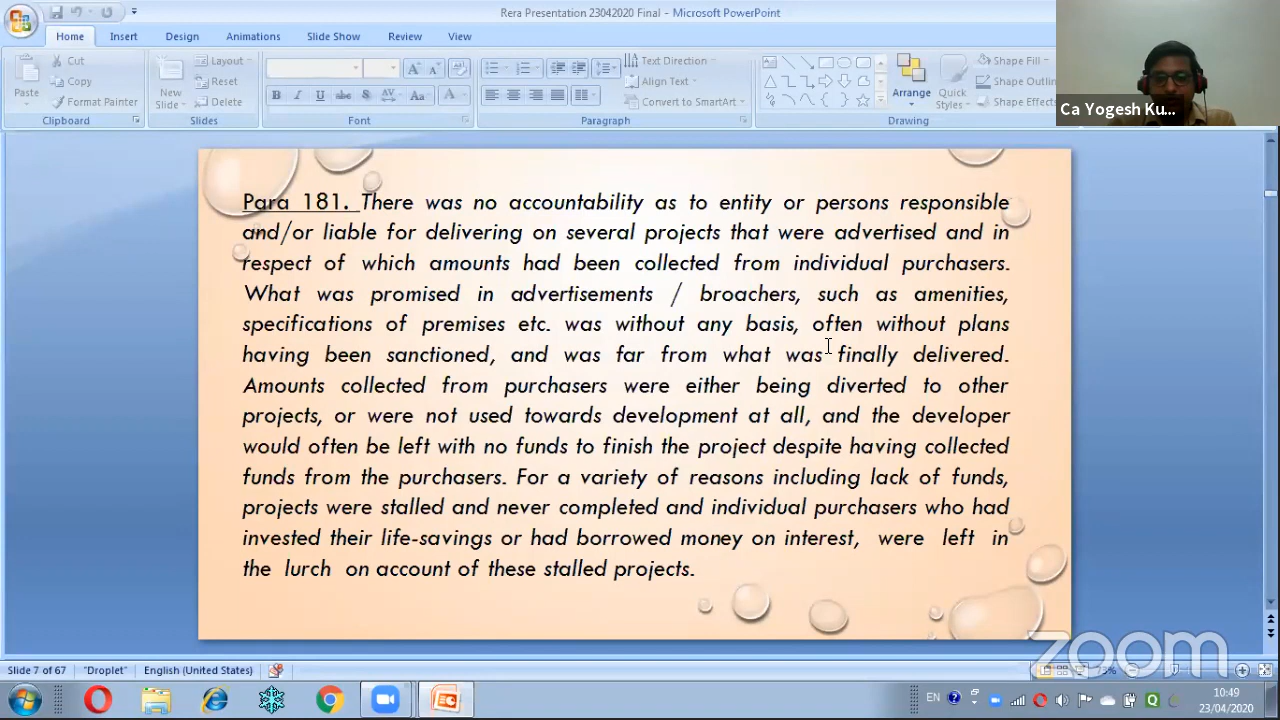 Rera Presentation 23042020 Final - Microsoft PowerPoint
Home Insert Design Animations Slide Show Review View
Paste
Cut
Copy
Format Painter
Clipboard
New Slide
Layout
Reset
Delete
Slides
B I U abc S AV Aa A
Font
Text Direction
Align Text
Convert to SmartArt
Paragraph
Arrange
Quick Styles
Shape Fill
Shape Outlin
Shape Effects
Drawing
Ca Yogesh Ku...
Para 181. There was no accountability as to entity or persons responsible
and/or liable for delivering on several projects that were advertised and in
respect of which amounts had been collected from individual purchasers.
What was promised in advertisements / broachers, such as amenities,
specifications of premises etc. was without any basis, often without plans
having been sanctioned, and was far from what was finally delivered.
Amounts collected from purchasers were either being diverted to other
projects, or were not used towards development at all, and the developer
would often be left with no funds to finish the project despite having collected
funds from the purchasers. For a variety of reasons including lack of funds,
projects were stalled and never completed and individual purchasers who had
invested their life-savings or had borrowed money on interest, were left in
the lurch on account of these stalled projects.
zoom
Slide 7 of 67 "Droplet" English (United States)
EN
10:49
23/04/2020